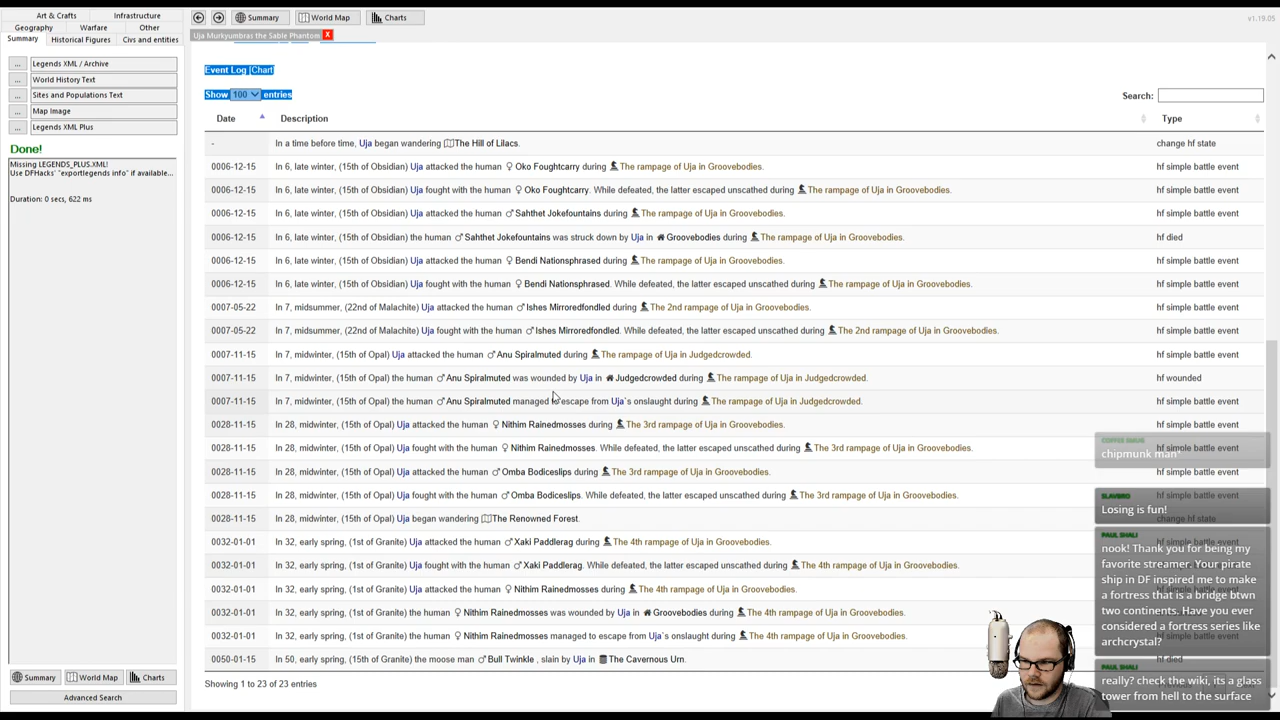 Art & Crafts Infrastructure
Geography Warfare Other
Summary Historical Figures Civs and entities
... Legends XML / Archive
... World History Text
... Sites and Populations Text
... Map Image
... Legends XML Plus
Done!
Missing LEGENDS_PLUS.XML!
Use DFHacks' "exportlegends info" if available...
Duration: 0 secs, 622 ms
Summary World Map Charts
Advanced Search
Summary World Map Charts
v1.19.05
Uja Murkyumbras the Sable Phantom X
Event Log [Chart]
Show 100 entries
Search:
Date Description Type
- In a time before time, Uja began wandering The Hill of Lilacs. change hf state
0006-12-15 In 6, late winter, (15th of Obsidian) Uja attacked the human ♀ Oko Foughtcarry during The rampage of Uja in Groovebodies. hf simple battle event
0006-12-15 In 6, late winter, (15th of Obsidian) Uja fought with the human ♀ Oko Foughtcarry. While defeated, the latter escaped unscathed during The rampage of Uja in Groovebodies. hf simple battle event
0006-12-15 In 6, late winter, (15th of Obsidian) Uja attacked the human ♂ Sahthet Jokefountains during The rampage of Uja in Groovebodies. hf simple battle event
0006-12-15 In 6, late winter, (15th of Obsidian) the human ♂ Sahthet Jokefountains was struck down by Uja in Groovebodies during The rampage of Uja in Groovebodies. hf died
0006-12-15 In 6, late winter, (15th of Obsidian) Uja attacked the human ♀ Bendi Nationsphrased during The rampage of Uja in Groovebodies. hf simple battle event
0006-12-15 In 6, late winter, (15th of Obsidian) Uja fought with the human ♀ Bendi Nationsphrased. While defeated, the latter escaped unscathed during The rampage of Uja in Groovebodies. hf simple battle event
0007-05-22 In 7, midsummer, (22nd of Malachite) Uja attacked the human ♂ Ishes Mirroredfondled during The 2nd rampage of Uja in Groovebodies. hf simple battle event
0007-05-22 In 7, midsummer, (22nd of Malachite) Uja fought with the human ♂ Ishes Mirroredfondled. While defeated, the latter escaped unscathed during The 2nd rampage of Uja in Groovebodies. hf simple battle event
0007-11-15 In 7, midwinter, (15th of Opal) Uja attacked the human ♂ Anu Spiralmuted during The rampage of Uja in Judgedcrowded. hf simple battle event
0007-11-15 In 7, midwinter, (15th of Opal) the human ♂ Anu Spiralmuted was wounded by Uja in Judgedcrowded during The rampage of Uja in Judgedcrowded. hf wounded
0007-11-15 In 7, midwinter, (15th of Opal) the human ♂ Anu Spiralmuted managed to escape from Uja`s onslaught during The rampage of Uja in Judgedcrowded. hf simple battle event
0028-11-15 In 28, midwinter, (15th of Opal) Uja attacked the human ♀ Nithim Rainedmosses during The 3rd rampage of Uja in Groovebodies. hf simple battle event
0028-11-15 In 28, midwinter, (15th of Opal) Uja fought with the human ♀ Nithim Rainedmosses. While defeated, the latter escaped unscathed during The 3rd rampage of Uja in Groovebodies. hf simple battle event
0028-11-15 In 28, midwinter, (15th of Opal) Uja attacked the human ♂ Omba Bodiceslips during The 3rd rampage of Uja in Groovebodies. hf simple battle event
0028-11-15 In 28, midwinter, (15th of Opal) Uja fought with the human ♂ Omba Bodiceslips. While defeated, the latter escaped unscathed during The 3rd rampage of Uja in Groovebodies. hf simple battle event
0028-11-15 In 28, midwinter, (15th of Opal) Uja began wandering The Renowned Forest. change hf state
0032-01-01 In 32, early spring, (1st of Granite) Uja attacked the human ♂ Xaki Paddlerag during The 4th rampage of Uja in Groovebodies.
0032-01-01 In 32, early spring, (1st of Granite) Uja fought with the human ♂ Xaki Paddlerag. While defeated, the latter escaped unscathed during The 4th rampage of Uja in Groovebodies.
0032-01-01 In 32, early spring, (1st of Granite) Uja attacked the human ♀ Nithim Rainedmosses during The 4th rampage of Uja in Groovebodies.
0032-01-01 In 32, early spring, (1st of Granite) the human ♀ Nithim Rainedmosses was wounded by Uja in Groovebodies during The 4th rampage of Uja in Groovebodies.
0032-01-01 In 32, early spring, (1st of Granite) the human ♀ Nithim Rainedmosses managed to escape from Uja`s onslaught during The 4th rampage of Uja in Groovebodies.
0050-01-15 In 50, early spring, (15th of Granite) the moose man ♂ Bull Twinkle , slain by Uja in The Cavernous Urn. hf died
Showing 1 to 23 of 23 entries
chipmunk man
SLAVBRO
Losing is fun!
PAUL SHALI
nook! Thank you for being my
favorite streamer. Your pirate
ship in DF inspired me to make
a fortress that is a bridge btwn
two continents. Have you ever
considered a fortress series like
archcrystal?
PAUL SHALI
really? check the wiki, its a glass
tower from hell to the surface